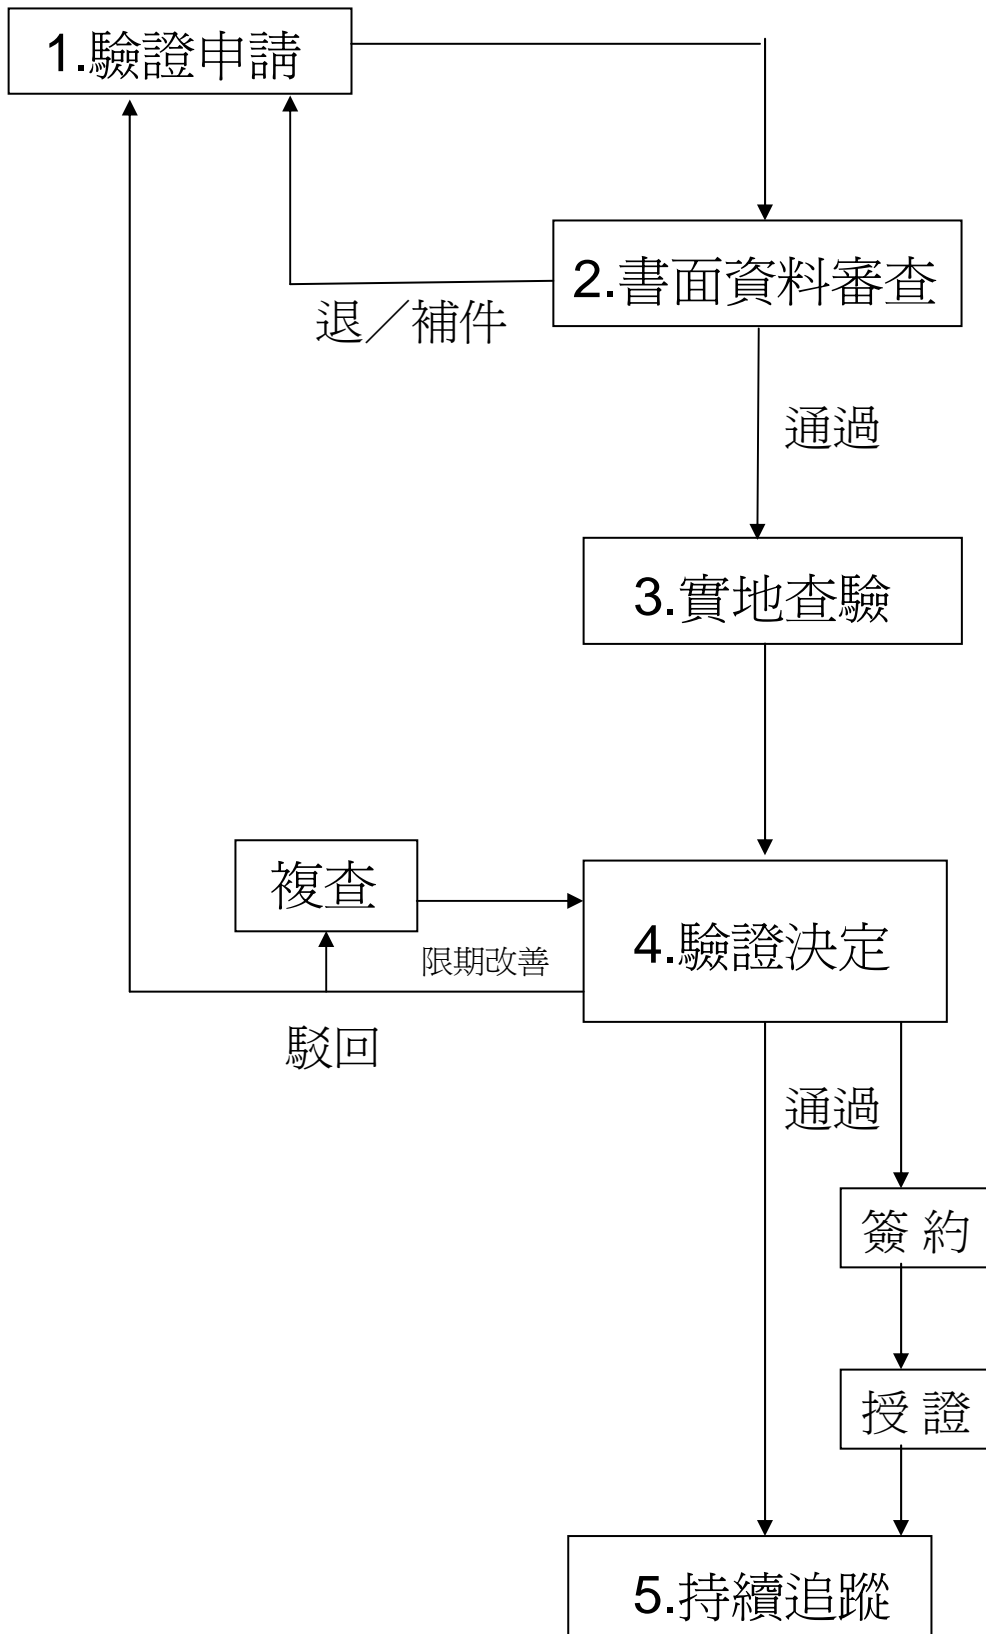 1.驗證申請
2.書面資料審查
退／補件
通過
3.實地查驗
複查
限期改善
4.驗證決定
駁回
通過
簽約
授證
5.持續追蹤